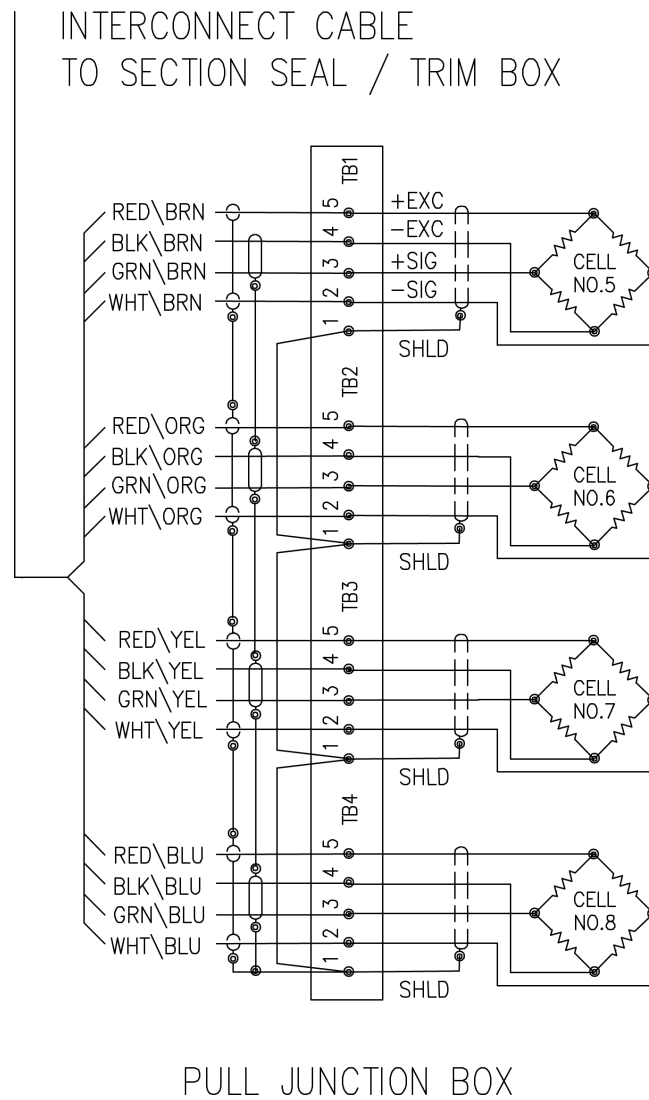 INTERCONNECT CABLE
TO SECTION SEAL / TRIM BOX
TB1
RED\BRN 5 +EXC
BLK\BRN 4 -EXC
GRN\BRN 3 +SIG
WHT\BRN 2 -SIG
1
SHLD
CELL
NO.5
TB2
RED\ORG 5
BLK\ORG 4
GRN\ORG 3
WHT\ORG 2
1
SHLD
CELL
NO.6
TB3
RED\YEL 5
BLK\YEL 4
GRN\YEL 3
WHT\YEL 2
1
SHLD
CELL
NO.7
TB4
RED\BLU 5
BLK\BLU 4
GRN\BLU 3
WHT\BLU 2
1
SHLD
CELL
NO.8
PULL JUNCTION BOX